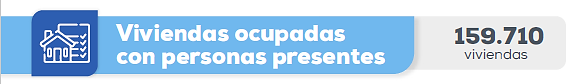 Viviendas ocupadas
con personas presentes
159.710
viviendas